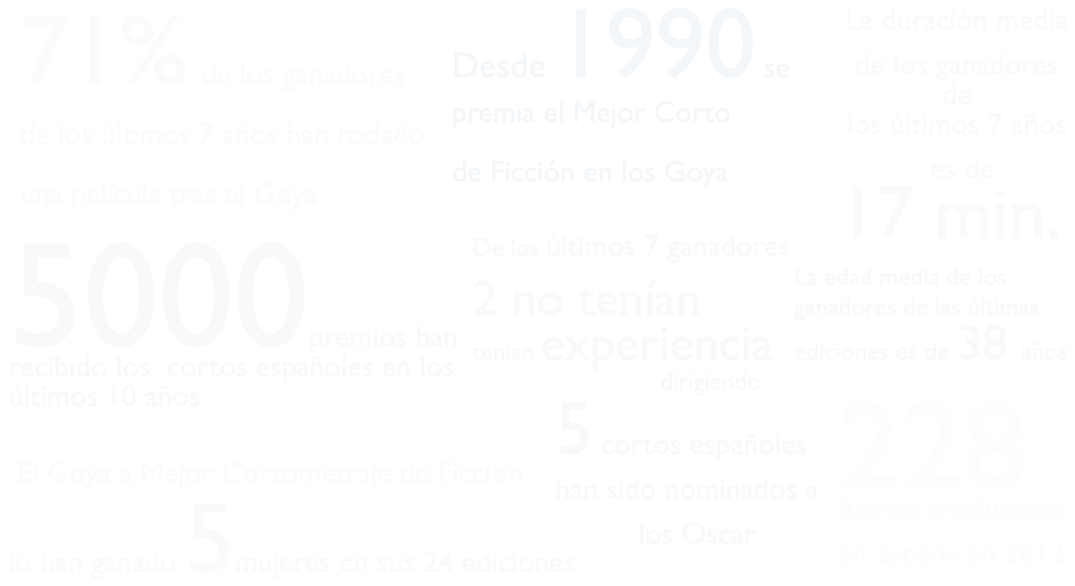 71% de los ganadores
de los últimos 7 años han rodado
una película tras el Goya
Desde 1990 se
premia el Mejor Corto
de Ficción en los Goya
La duración media
de los ganadores
de
los últimos 7 años
es de
17 min.
5000 premios han
recibido los cortos españoles en los
últimos 10 años
De los últimos 7 ganadores
2 no tenían
tenían experiencia
dirigiendo
La edad media de los
ganadores de las últimas
ediciones es de 38 años
El Goya a Mejor Cortometraje de Ficción
lo han ganado 5 mujeres en sus 24 ediciones
5 cortos españoles
han sido nominados a
los Oscar
228
fueron producidos
en España en 2012